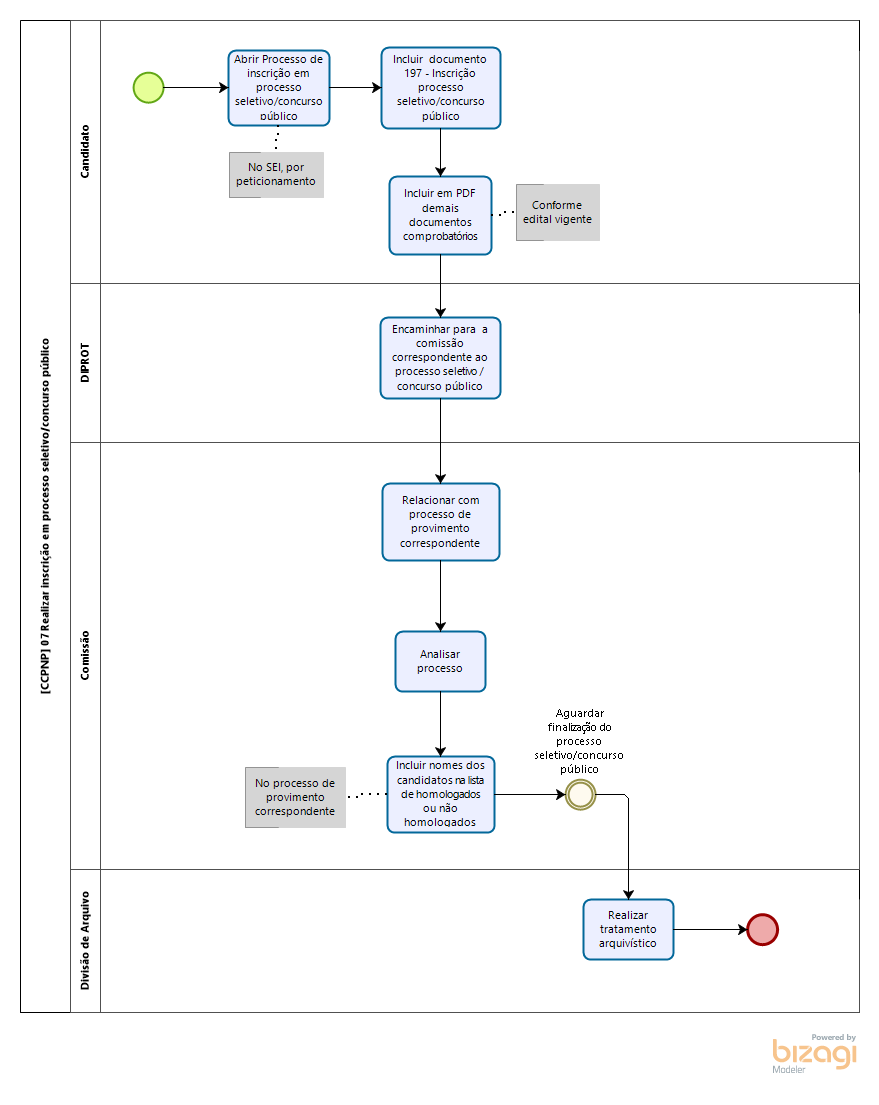 [CCPNP] 07 Realizar inscrição em processo seletivo/concurso público
Candidato
Abrir Processo de
inscrição em
processo
seletivo/concurso
público
Incluir documento
197 - Inscrição
processo
seletivo/concurso
público
No SEI, por
peticionamento
Incluir em PDF
demais
documentos
comprobatórios
Conforme
edital vigente
DIPROT
Encaminhar para a
comissão
correspondente ao
processo seletivo /
concurso público
Comissão
Relacionar com
processo de
provimento
correspondente
Analisar
processo
Aguardar
finalização do
processo
seletivo/concurso
público
No processo de
provimento
correspondente
Incluir nomes dos
candidatos na lista
de homologados
ou não
homologados
Divisão de Arquivo
Realizar
tratamento
arquivístico
Powered by
bizagi
Modeler